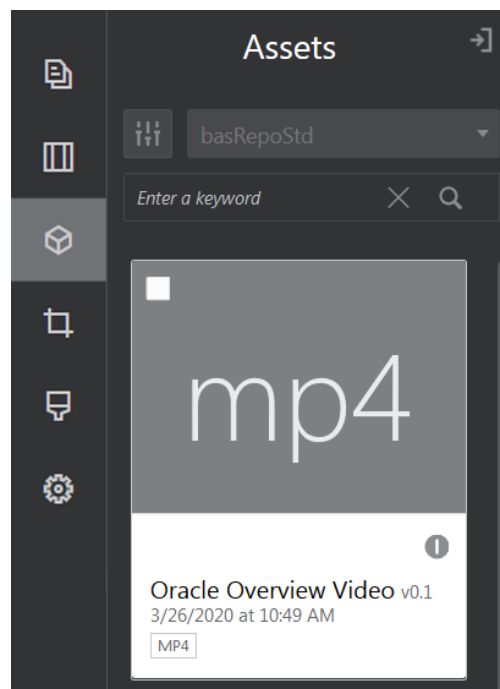 Assets
basRepoStd
Enter a keyword
mp4
Oracle Overview Video v0.1
3/26/2020 at 10:49 AM
MP4